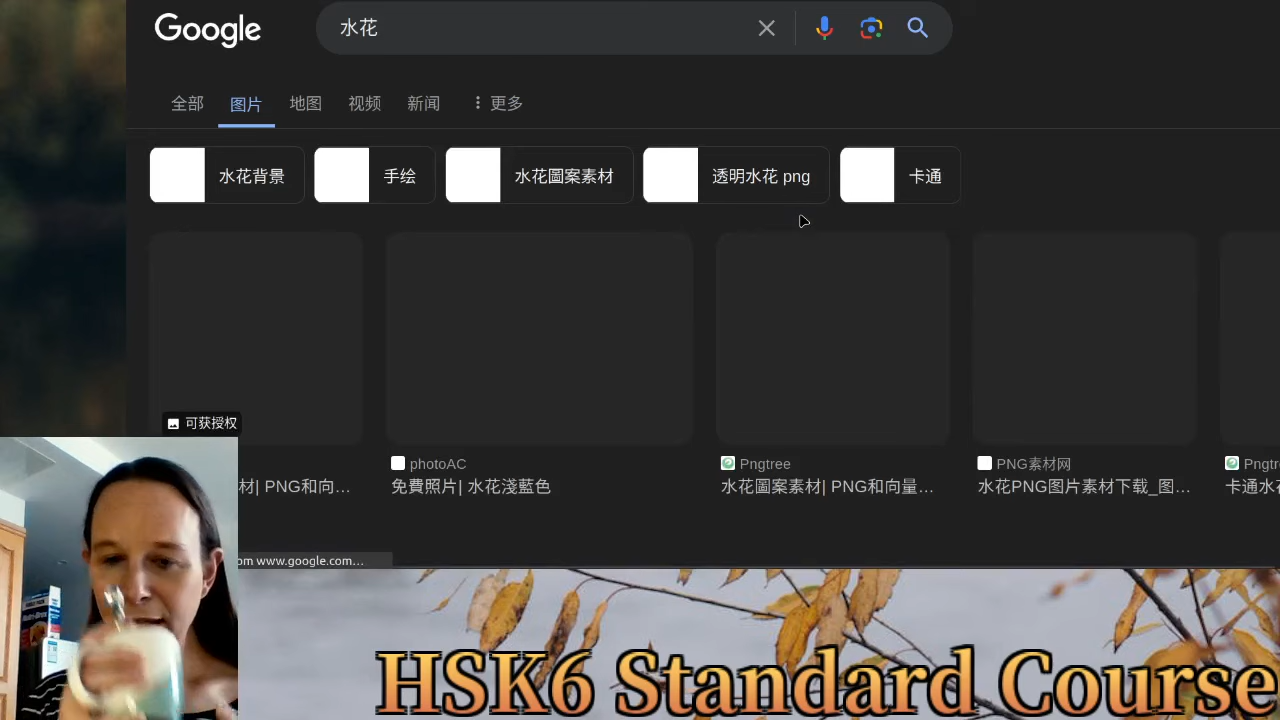 Google
水花
全部 图片 地图 视频 新闻 更多
水花背景 手绘 水花圖案素材 透明水花 png 卡通
可获授权
photoAC Pngtree PNG素材网 Pngtr
材| PNG和向… 免費照片| 水花淺藍色 水花圖案素材| PNG和向量… 水花PNG图片素材下载_图… 卡通水花
om www.google.com…
HSK6 Standard Course